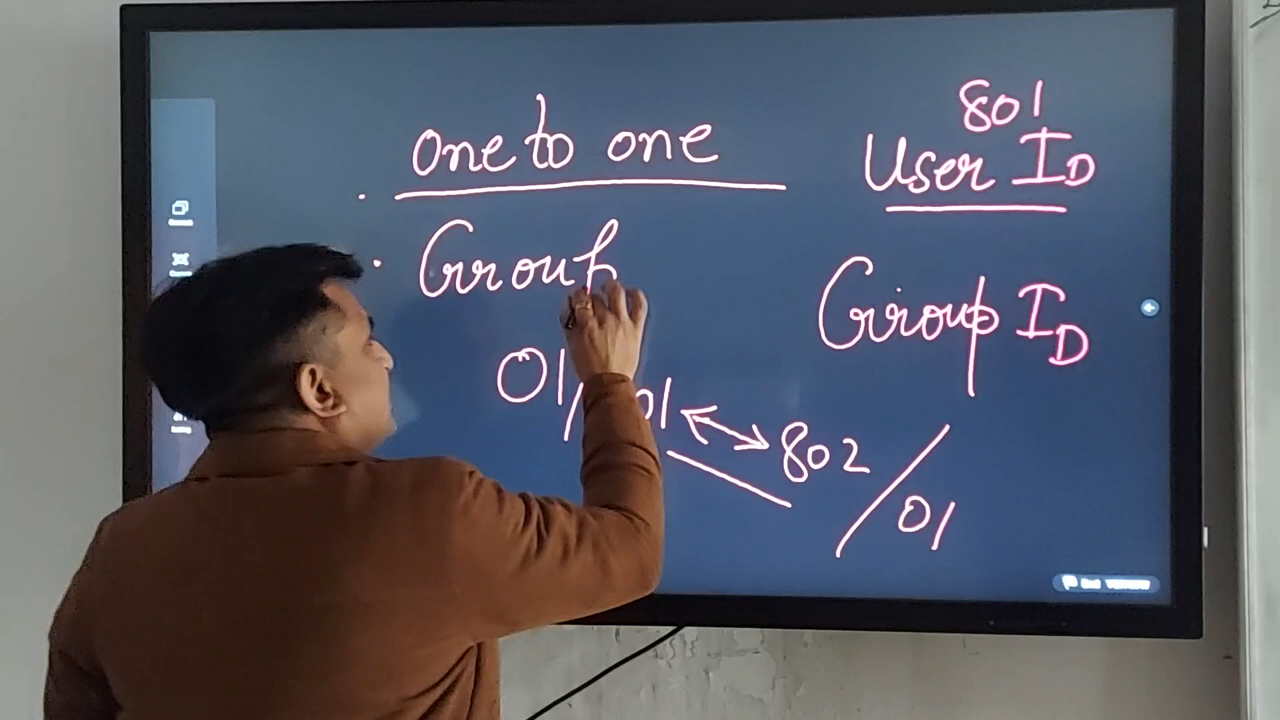 One to one
Group
01/
01
802
/01
801
User ID
Group ID